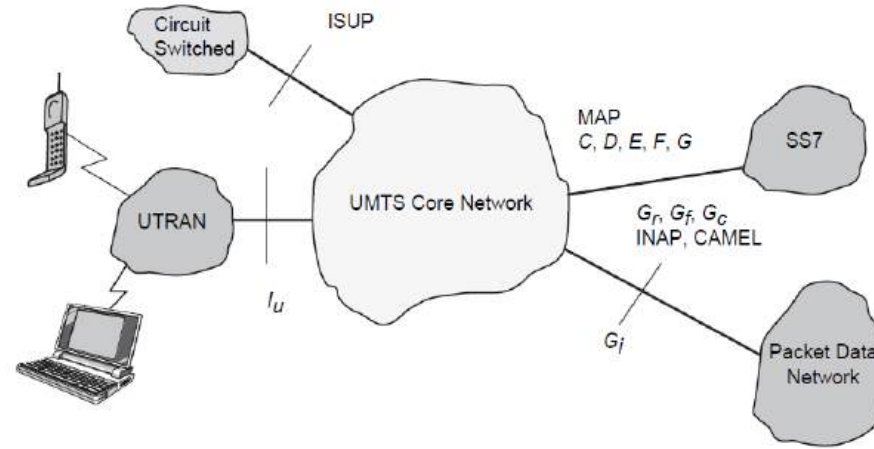 Circuit
Switched
ISUP
MAP
C, D, E, F, G
SS7
UTRAN
UMTS Core Network
Gr, Gf, Gc
INAP, CAMEL
Iu
Gi
Packet Data
Network